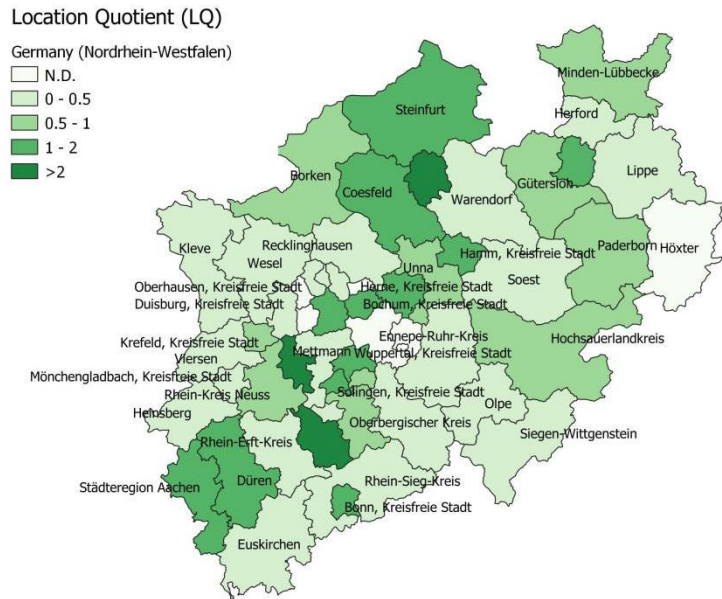 Location Quotient (LQ)
Germany (Nordrhein-Westfalen)
N.D.
0 - 0.5
0.5 - 1
1 - 2
>2
Minden-Lübbecke
Steinfurt
Herford
Lippe
Borken
Coesfeld
Gütersloh
Warendorf
Kleve
Recklinghausen
Wesel
Hamm, Kreisfreie Stadt
Paderborn
Höxter
Unna
Soest
Oberhausen, Kreisfreie Stadt
Herne, Kreisfreie Stadt
Duisburg, Kreisfreie Stadt
Bochum, Kreisfreie Stadt
Ennepe-Ruhr-Kreis
Hochsauerlandkreis
Krefeld, Kreisfreie Stadt
Mettmann
Wuppertal, Kreisfreie Stadt
Viersen
Mönchengladbach, Kreisfreie Stadt
Rhein-Kreis Neuss
Solingen, Kreisfreie Stadt
Olpe
Heinsberg
Oberbergischer Kreis
Siegen-Wittgenstein
Rhein-Erft-Kreis
Städteregion Aachen
Düren
Rhein-Sieg-Kreis
Bonn, Kreisfreie Stadt
Euskirchen